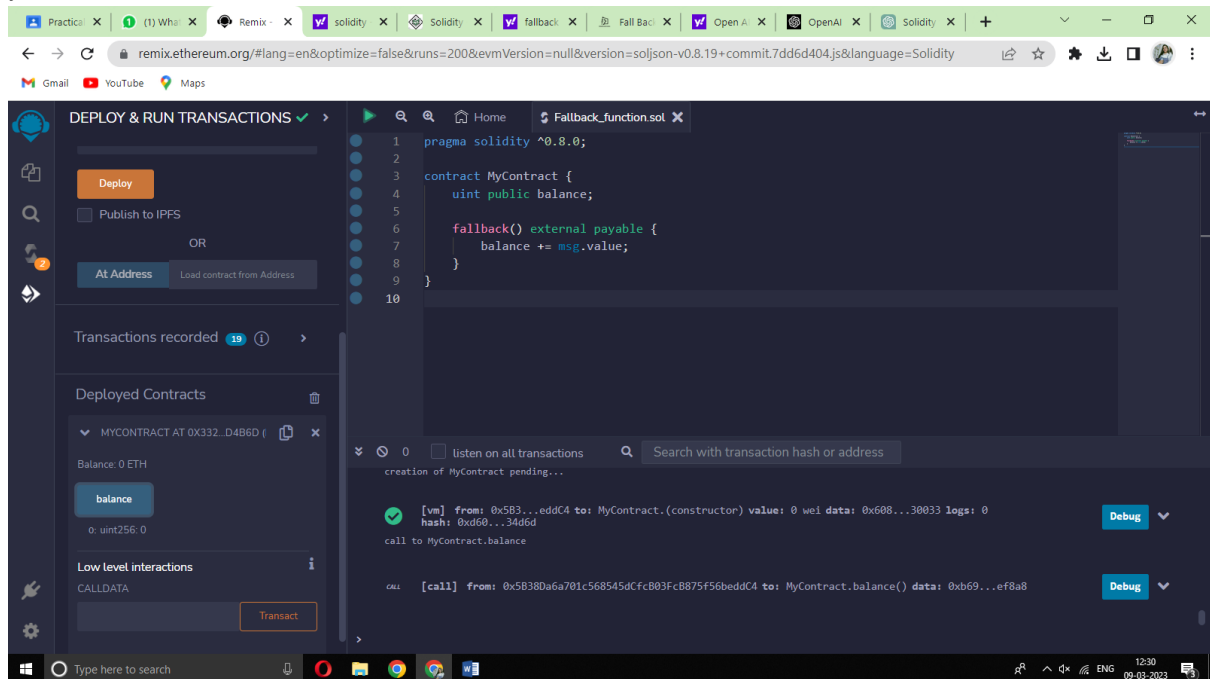 Practical
(1) What
Remix -
solidity
Solidity
fallback
Fall Back
Open A
OpenAI
Solidity
remix.ethereum.org/#lang=en&optimize=false&runs=200&evmVersion=null&version=soljson-v0.8.19+commit.7dd6d404.js&language=Solidity
Gmail
YouTube
Maps
DEPLOY & RUN TRANSACTIONS
Deploy
Publish to IPFS
OR
At Address
Load contract from Address
Transactions recorded 19
Deployed Contracts
MYCONTRACT AT 0X332...D4B6D (
Balance: 0 ETH
balance
0: uint256: 0
Low level interactions
CALLDATA
Transact
2
Home
Fallback_function.sol
1 pragma solidity ^0.8.0;
2
3 contract MyContract {
4 uint public balance;
5
6 fallback() external payable {
7 balance += msg.value;
8 }
9 }
10
0
listen on all transactions
Search with transaction hash or address
creation of MyContract pending...
[vm] from: 0x5B3...eddC4 to: MyContract.(constructor) value: 0 wei data: 0x608...30033 logs: 0
hash: 0xd60...34d6d
Debug
call to MyContract.balance
CALL [call] from: 0x5B38Da6a701c568545dCfcB03FcB875f56beddC4 to: MyContract.balance() data: 0xb69...ef8a8
Debug
>
Type here to search
ENG
12:30
09-03-2023
3